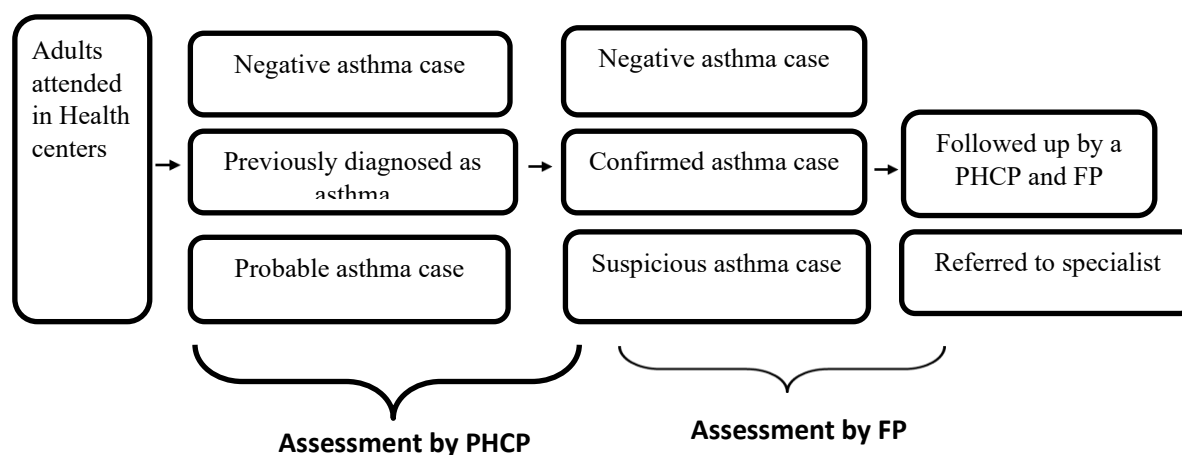 Adults
attended
in Health
centers
Negative asthma case
Previously diagnosed as
asthma
Probable asthma case
Negative asthma case
Confirmed asthma case
Suspicious asthma case
Followed up by a
PHCP and FP
Referred to specialist
Assessment by PHCP
Assessment by FP